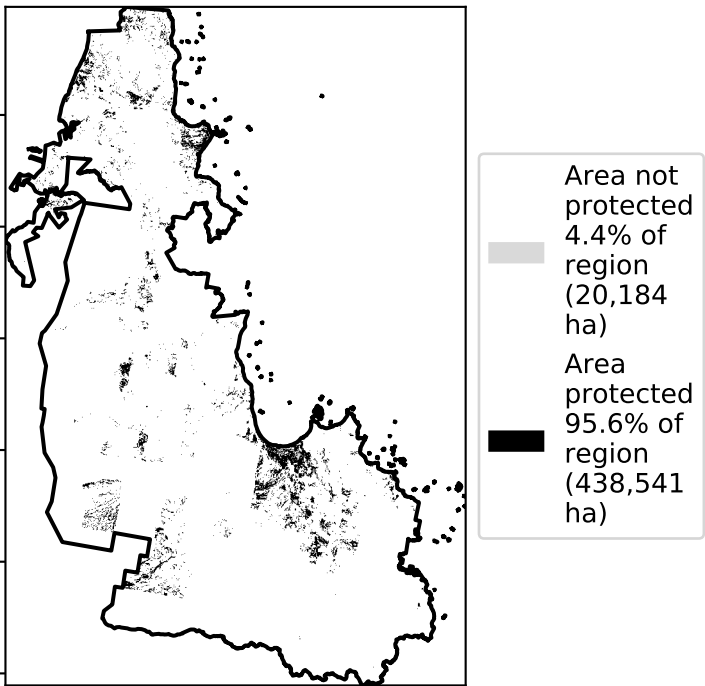 Area not
protected
4.4% of
region
(20,184
ha)
Area
protected
95.6% of
region
(438,541
ha)